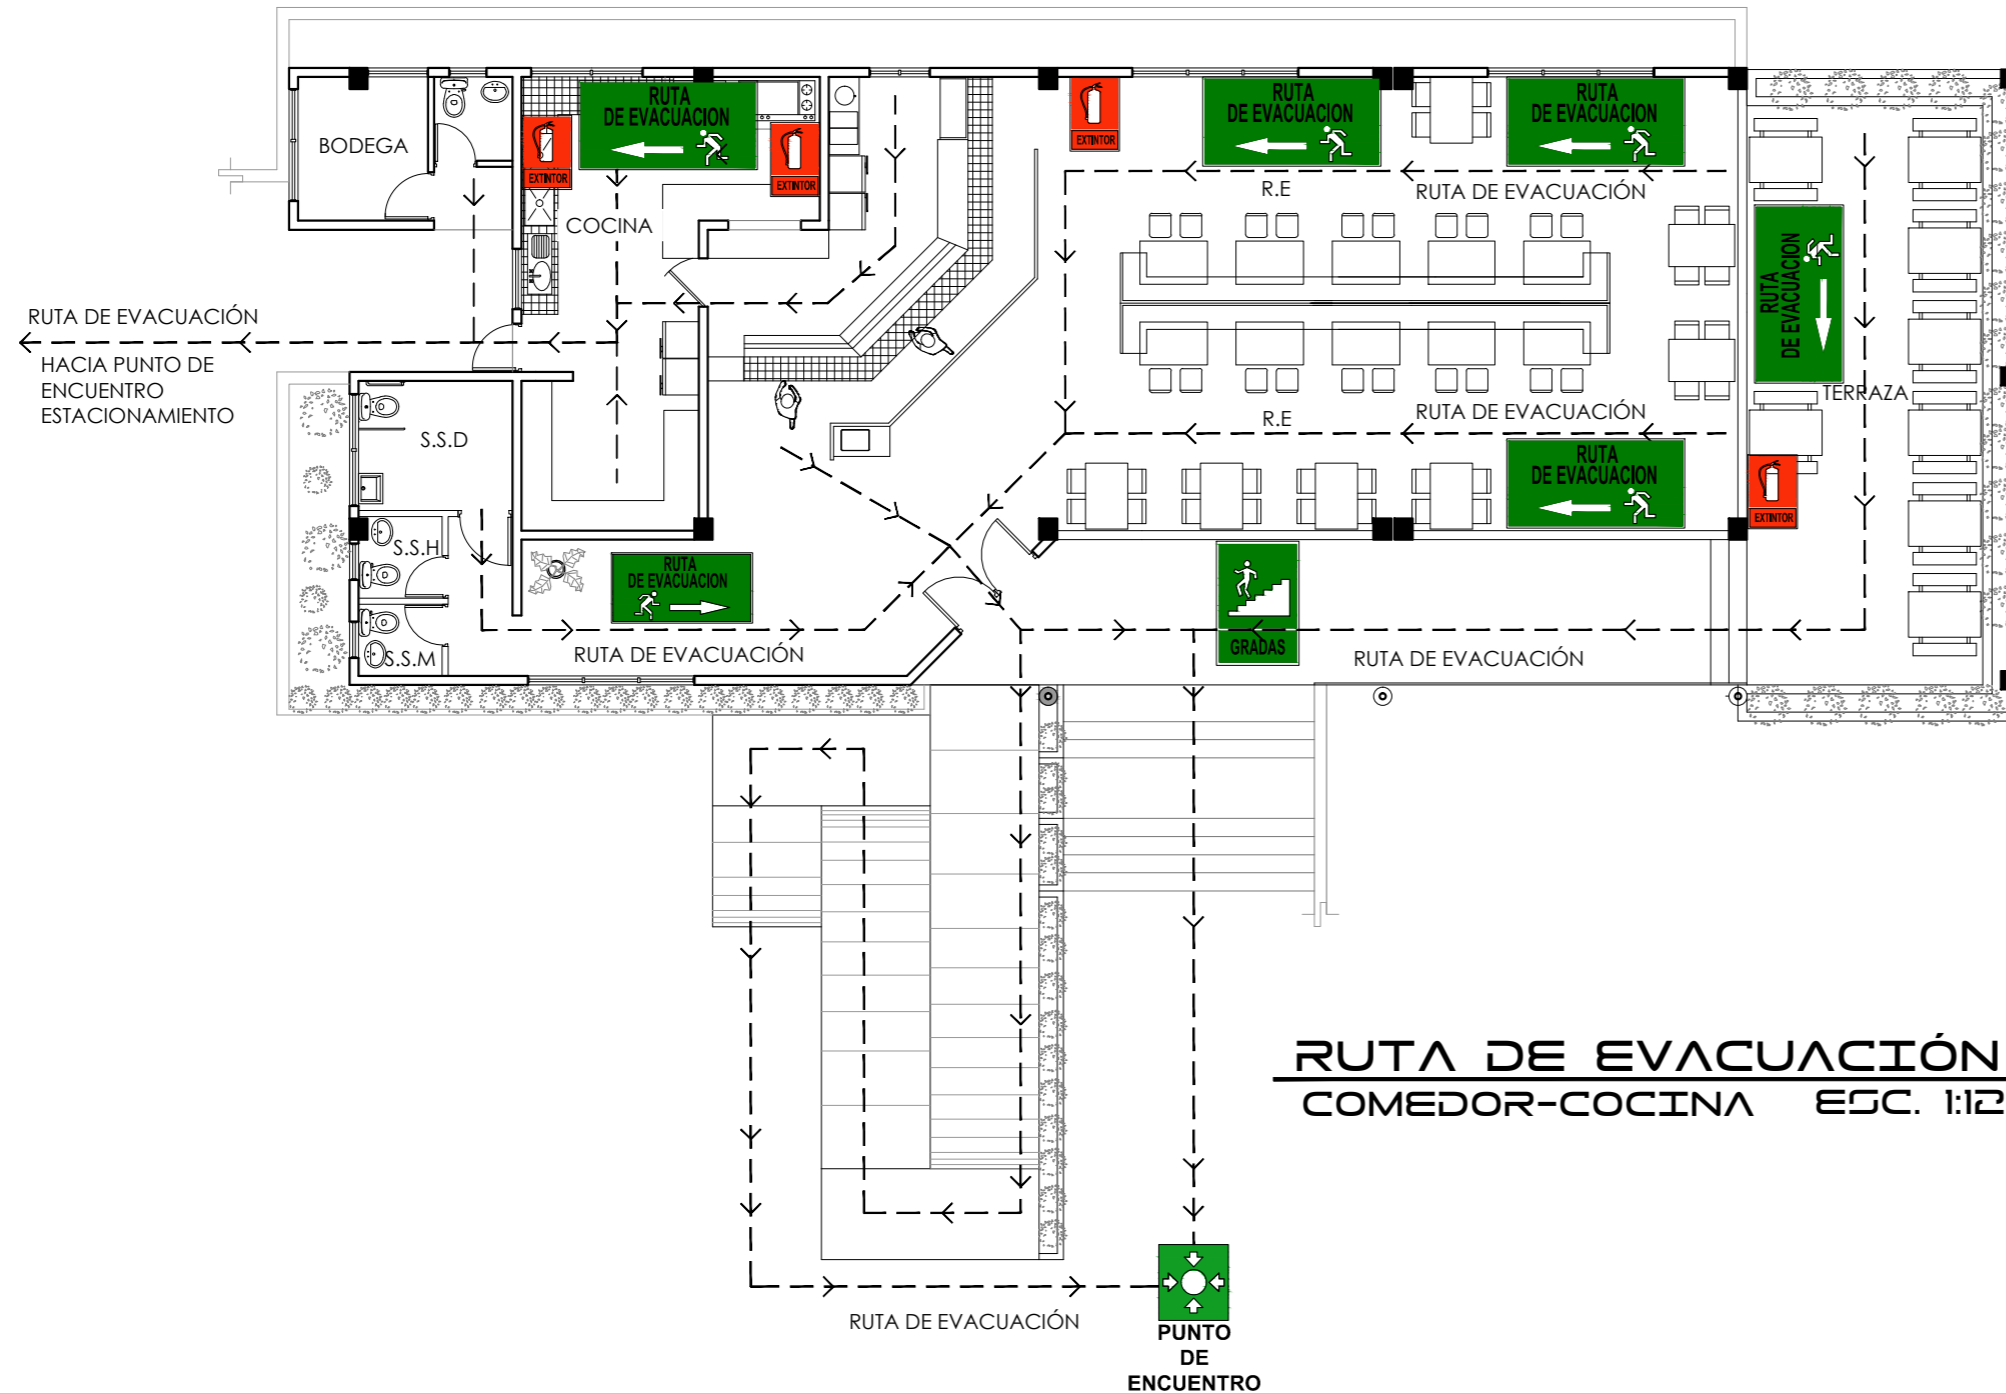 RUTA
DE EVACUACION
EXTINTOR
EXTINTOR
EXTINTOR
RUTA
DE EVACUACION
RUTA
DE EVACUACION
BODEGA
COCINA
R.E
RUTA DE EVACUACIÓN
RUTA
DE EVACUACION
TERRAZA
RUTA DE EVACUACIÓN
HACIA PUNTO DE
ENCUENTRO
ESTACIONAMIENTO
R.E
RUTA DE EVACUACIÓN
RUTA
DE EVACUACION
EXTINTOR
S.S.D
S.S.H
S.S.M
RUTA
DE EVACUACION
RUTA DE EVACUACIÓN
GRADAS
RUTA DE EVACUACIÓN
RUTA DE EVACUACIÓN
COMEDOR-COCINA ESC. 1:12
RUTA DE EVACUACIÓN
PUNTO
DE
ENCUENTRO